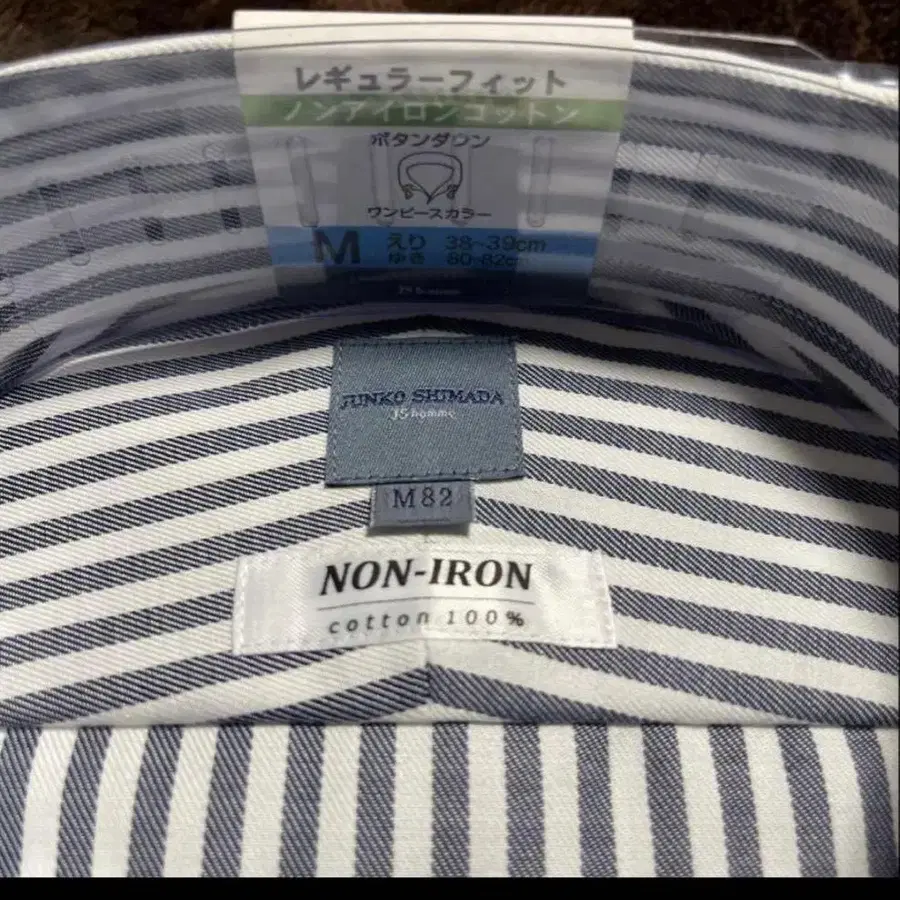 レギュラーフィット
ノンアイロンコットン
ボタンダウン
ワンピースカラー
M えり 38~39cm
ゆき 80~82cm
JS homme
JUNKO SHIMADA
JS homme
M82
NON-IRON
cotton 100%